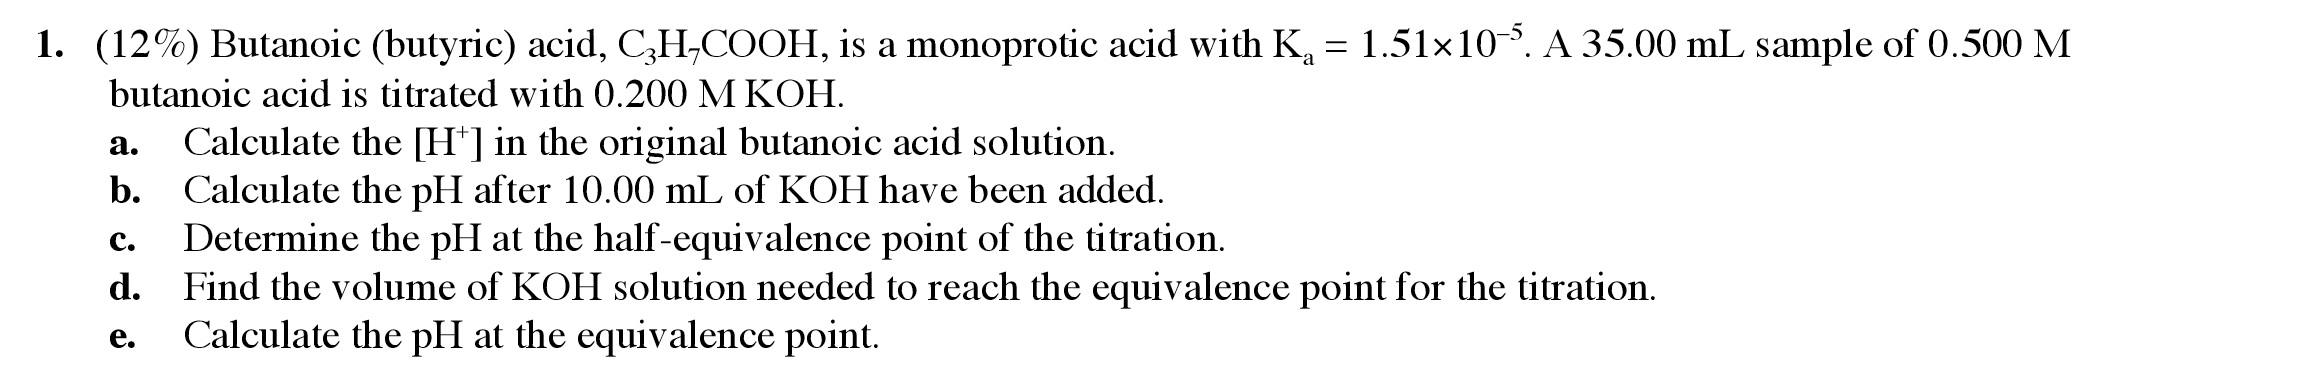 1. (12%) Butanoic (butyric) acid, C₃H₇COOH, is a monoprotic acid with Kₐ = 1.51×10⁻⁵. A 35.00 mL sample of 0.500 M
butanoic acid is titrated with 0.200 M KOH.
a. Calculate the [H⁺] in the original butanoic acid solution.
b. Calculate the pH after 10.00 mL of KOH have been added.
c. Determine the pH at the half-equivalence point of the titration.
d. Find the volume of KOH solution needed to reach the equivalence point for the titration.
e. Calculate the pH at the equivalence point.